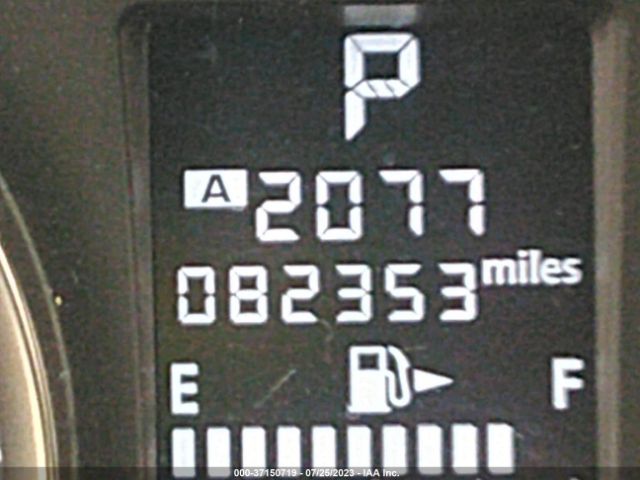 P
A 2077
082353 miles
E F
000-37150719 - 07/25/2023 - IAA Inc.